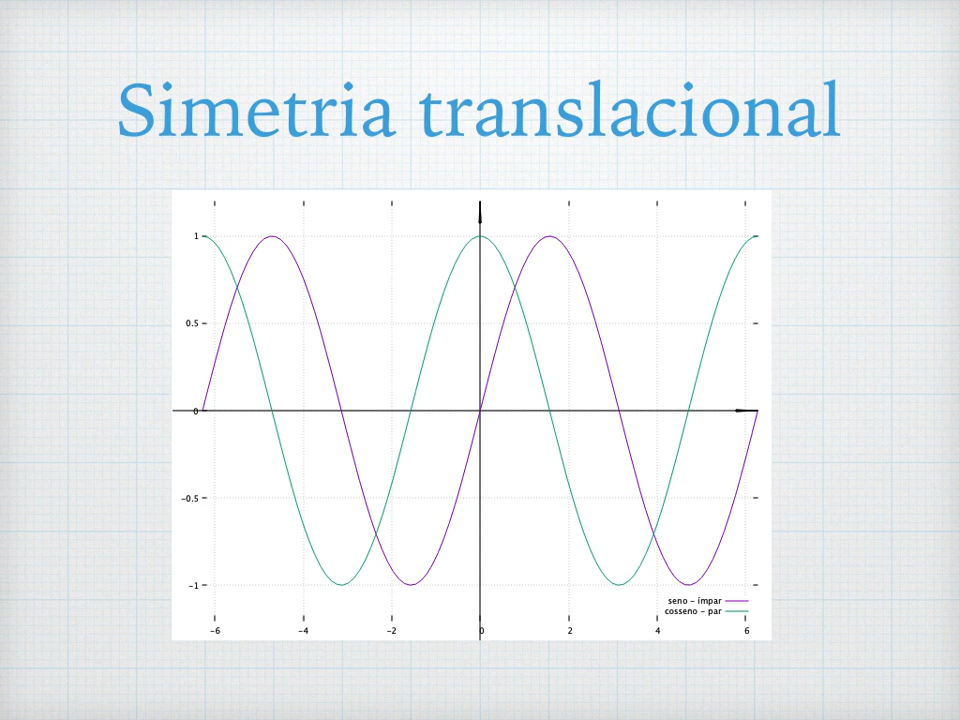 Simetria translacional
1
0.5
0
-0.5
-1
seno - ímpar
cosseno - par
-6 -4 -2 0 2 4 6